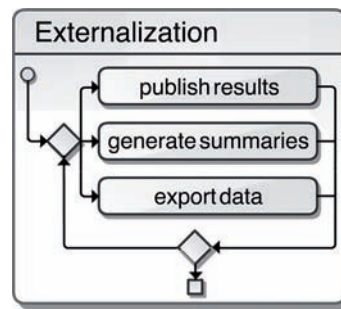 Externalization
publish results
generate summaries
export data